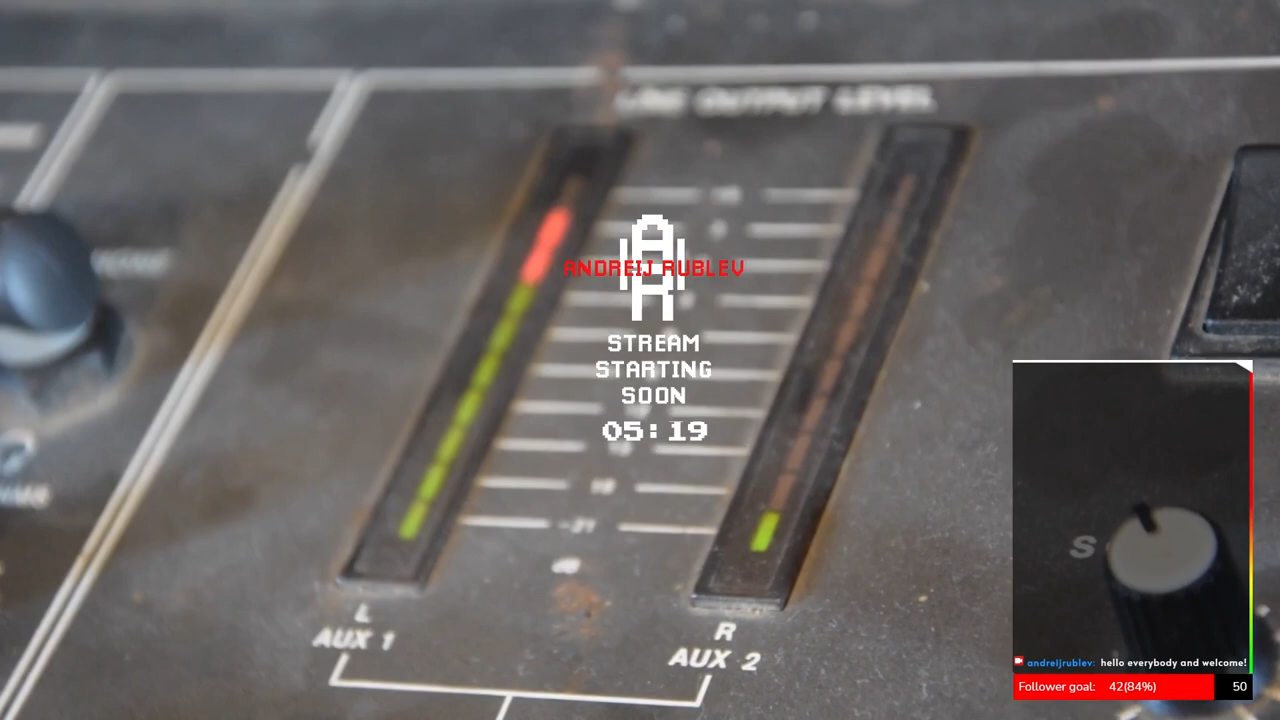 LINE OUTPUT LEVEL
ANDREIJ RUBLEV
STREAM
STARTING
SOON
05:19
L
AUX 1
R
AUX 2
dB
S
andreijrublev: hello everybody and welcome!
Follower goal: 42(84%) 50